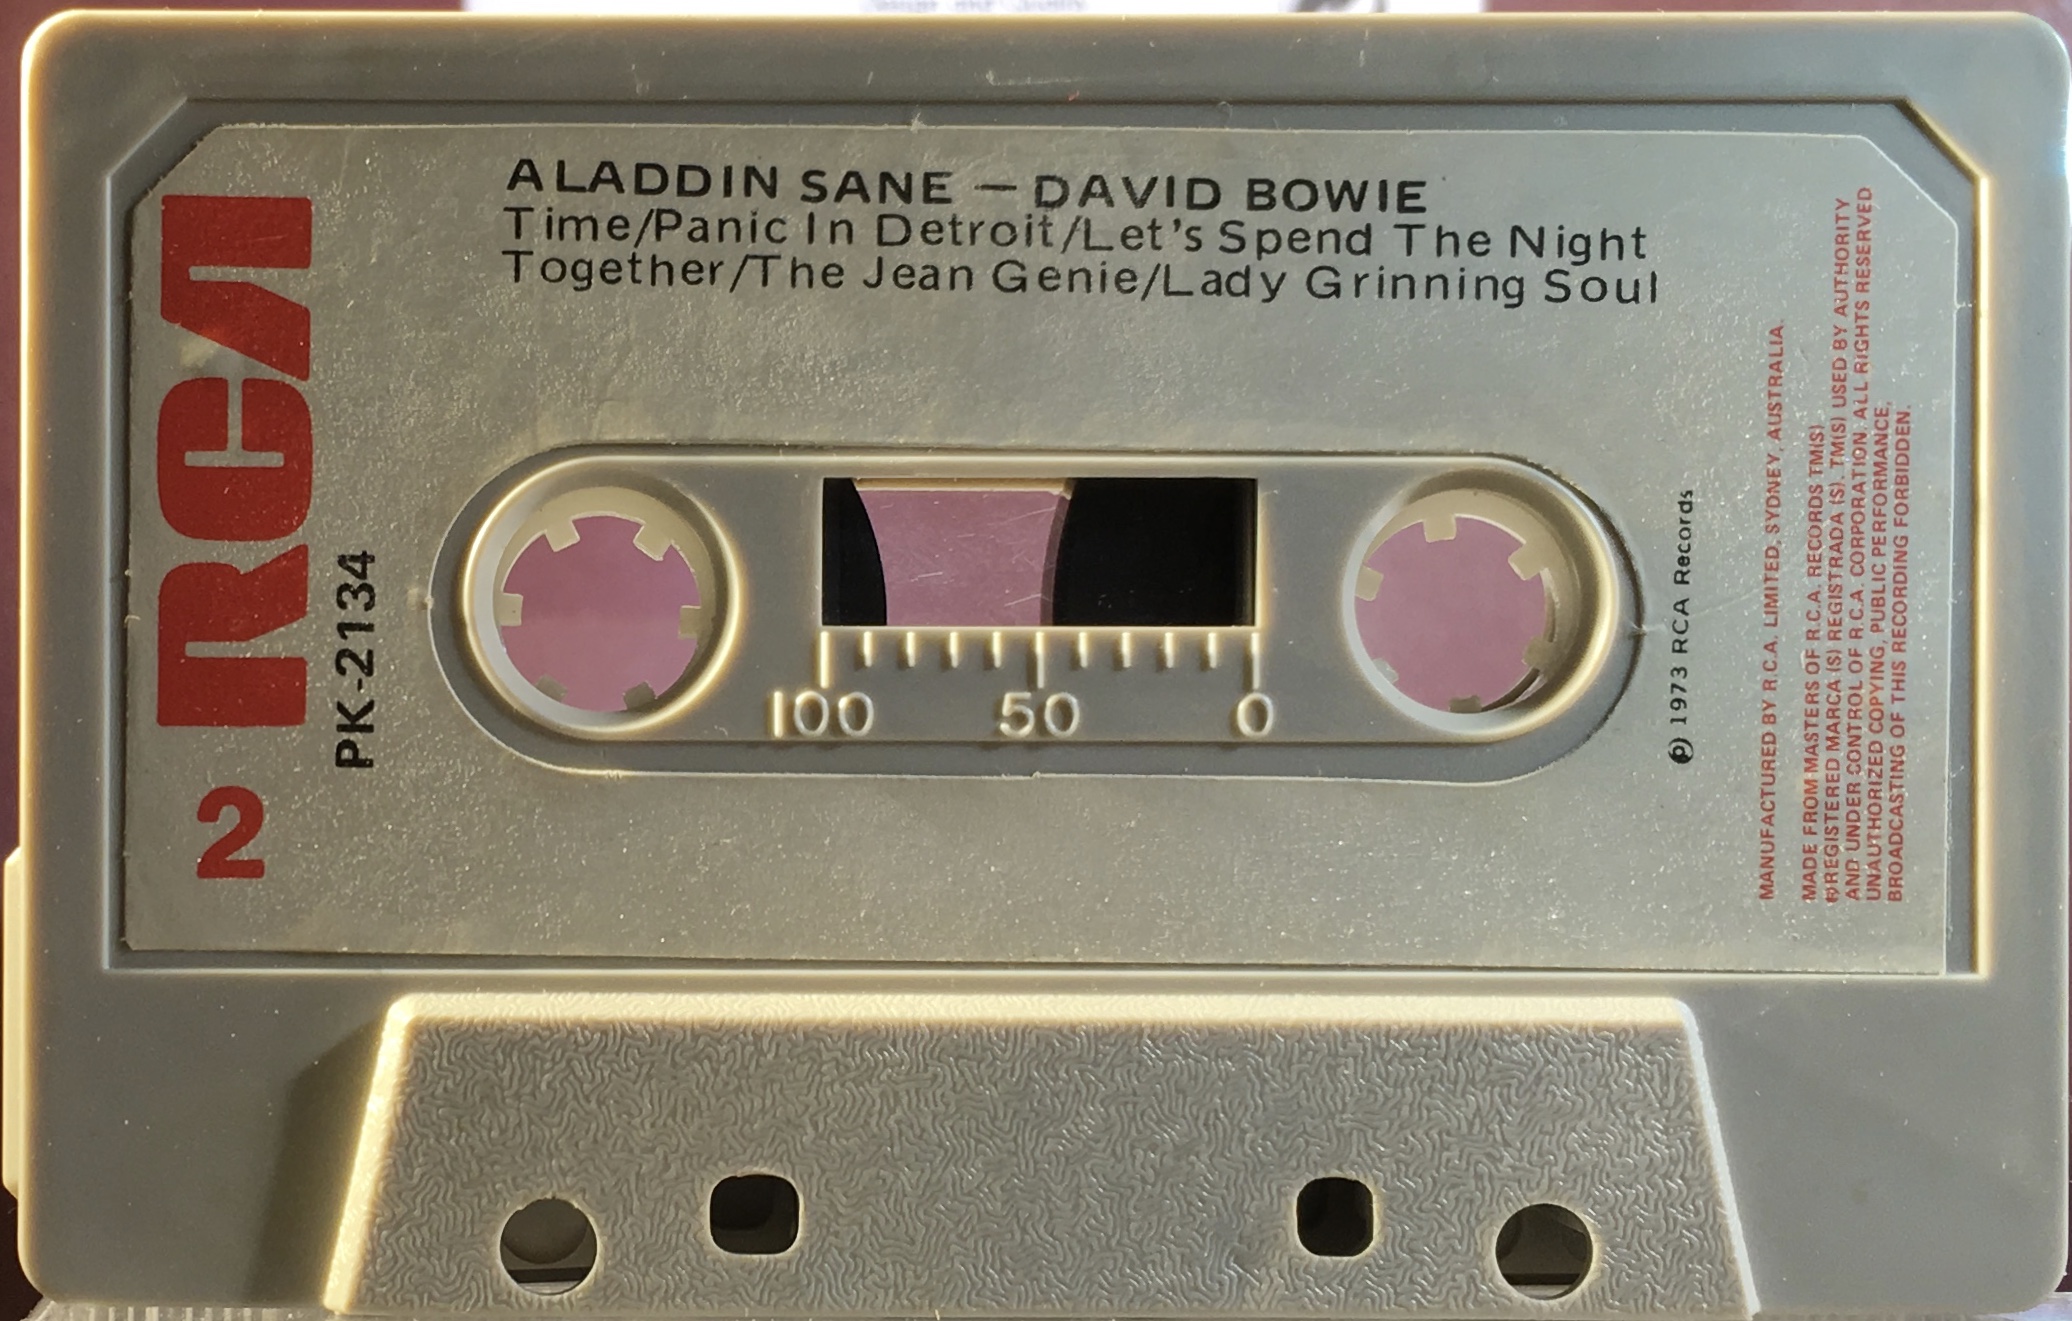 ALADDIN SANE — DAVID BOWIE
Time/Panic In Detroit/Let's Spend The Night
Together/The Jean Genie/Lady Grinning Soul
RCA
2
PK-2134
100 50 0
℗ 1973 RCA Records
MANUFACTURED BY R.C.A. LIMITED, SYDNEY, AUSTRALIA.
MADE FROM MASTERS OF R.C.A. RECORDS TM(S)
®REGISTERED MARCA (S) REGISTRADA (S). TM(S) USED BY AUTHORITY
AND UNDER CONTROL OF R.C.A. CORPORATION. ALL RIGHTS RESERVED
UNAUTHORIZED COPYING, PUBLIC PERFORMANCE,
BROADCASTING OF THIS RECORDING FORBIDDEN.